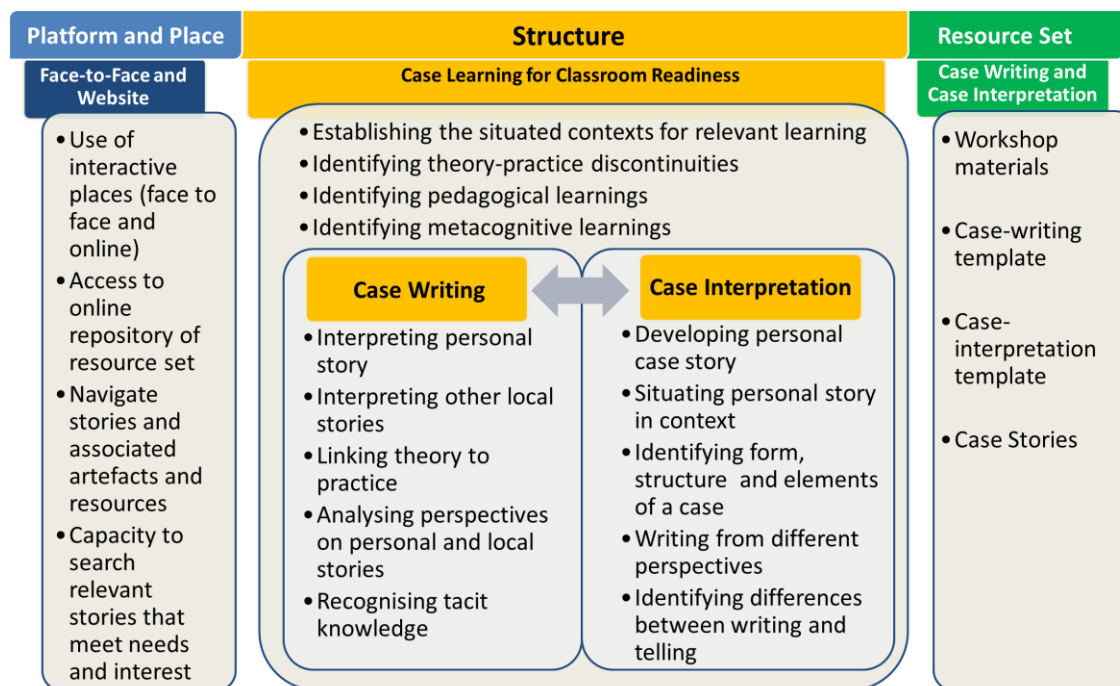 Platform and Place
Face-to-Face and
Website
•Use of
interactive
places (face to
face and
online)
•Access to
online
repository of
resource set
•Navigate
stories and
associated
artefacts and
resources
•Capacity to
search
relevant
stories that
meet needs
and interest
Structure
Case Learning for Classroom Readiness
•Establishing the situated contexts for relevant learning
•Identifying theory-practice discontinuities
•Identifying pedagogical learnings
•Identifying metacognitive learnings
Case Writing
•Interpreting personal
story
•Interpreting other local
stories
•Linking theory to
practice
•Analysing perspectives
on personal and local
stories
•Recognising tacit
knowledge
Case Interpretation
•Developing personal
case story
•Situating personal story
in context
•Identifying form,
structure and elements
of a case
•Writing from different
perspectives
•Identifying differences
between writing and
telling
Resource Set
Case Writing and
Case Interpretation
•Workshop
materials
•Case-writing
template
•Case-
interpretation
template
•Case Stories